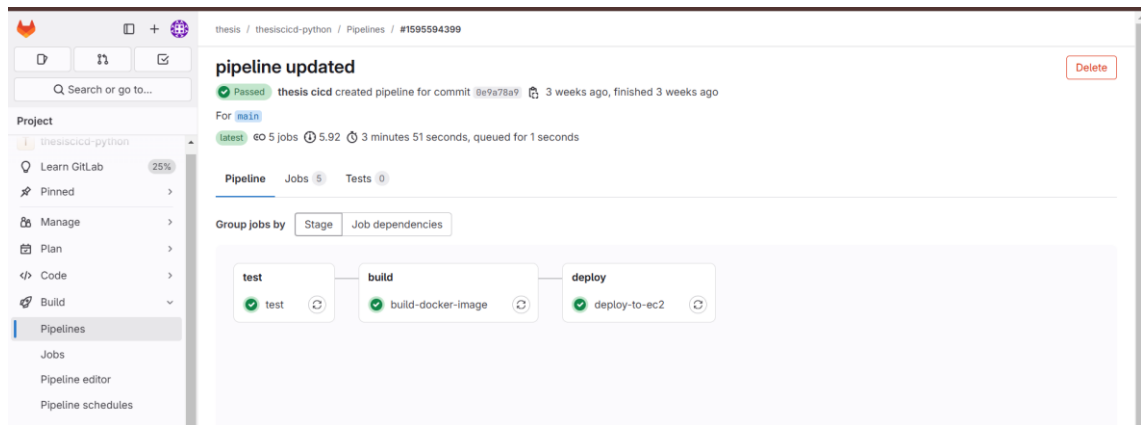 thesis / thesiscicd-python / Pipelines / #1595594399
Search or go to...
Project
thesiscicd-python
Learn GitLab 25%
Pinned
Manage
Plan
Code
Build
Pipelines
Jobs
Pipeline editor
Pipeline schedules
pipeline updated
Delete
Passed thesis cicd created pipeline for commit 0e9a78a9 3 weeks ago, finished 3 weeks ago
For main
latest 5 jobs 5.92 3 minutes 51 seconds, queued for 1 seconds
Pipeline Jobs 5 Tests 0
Group jobs by Stage Job dependencies
test build deploy
test build-docker-image deploy-to-ec2